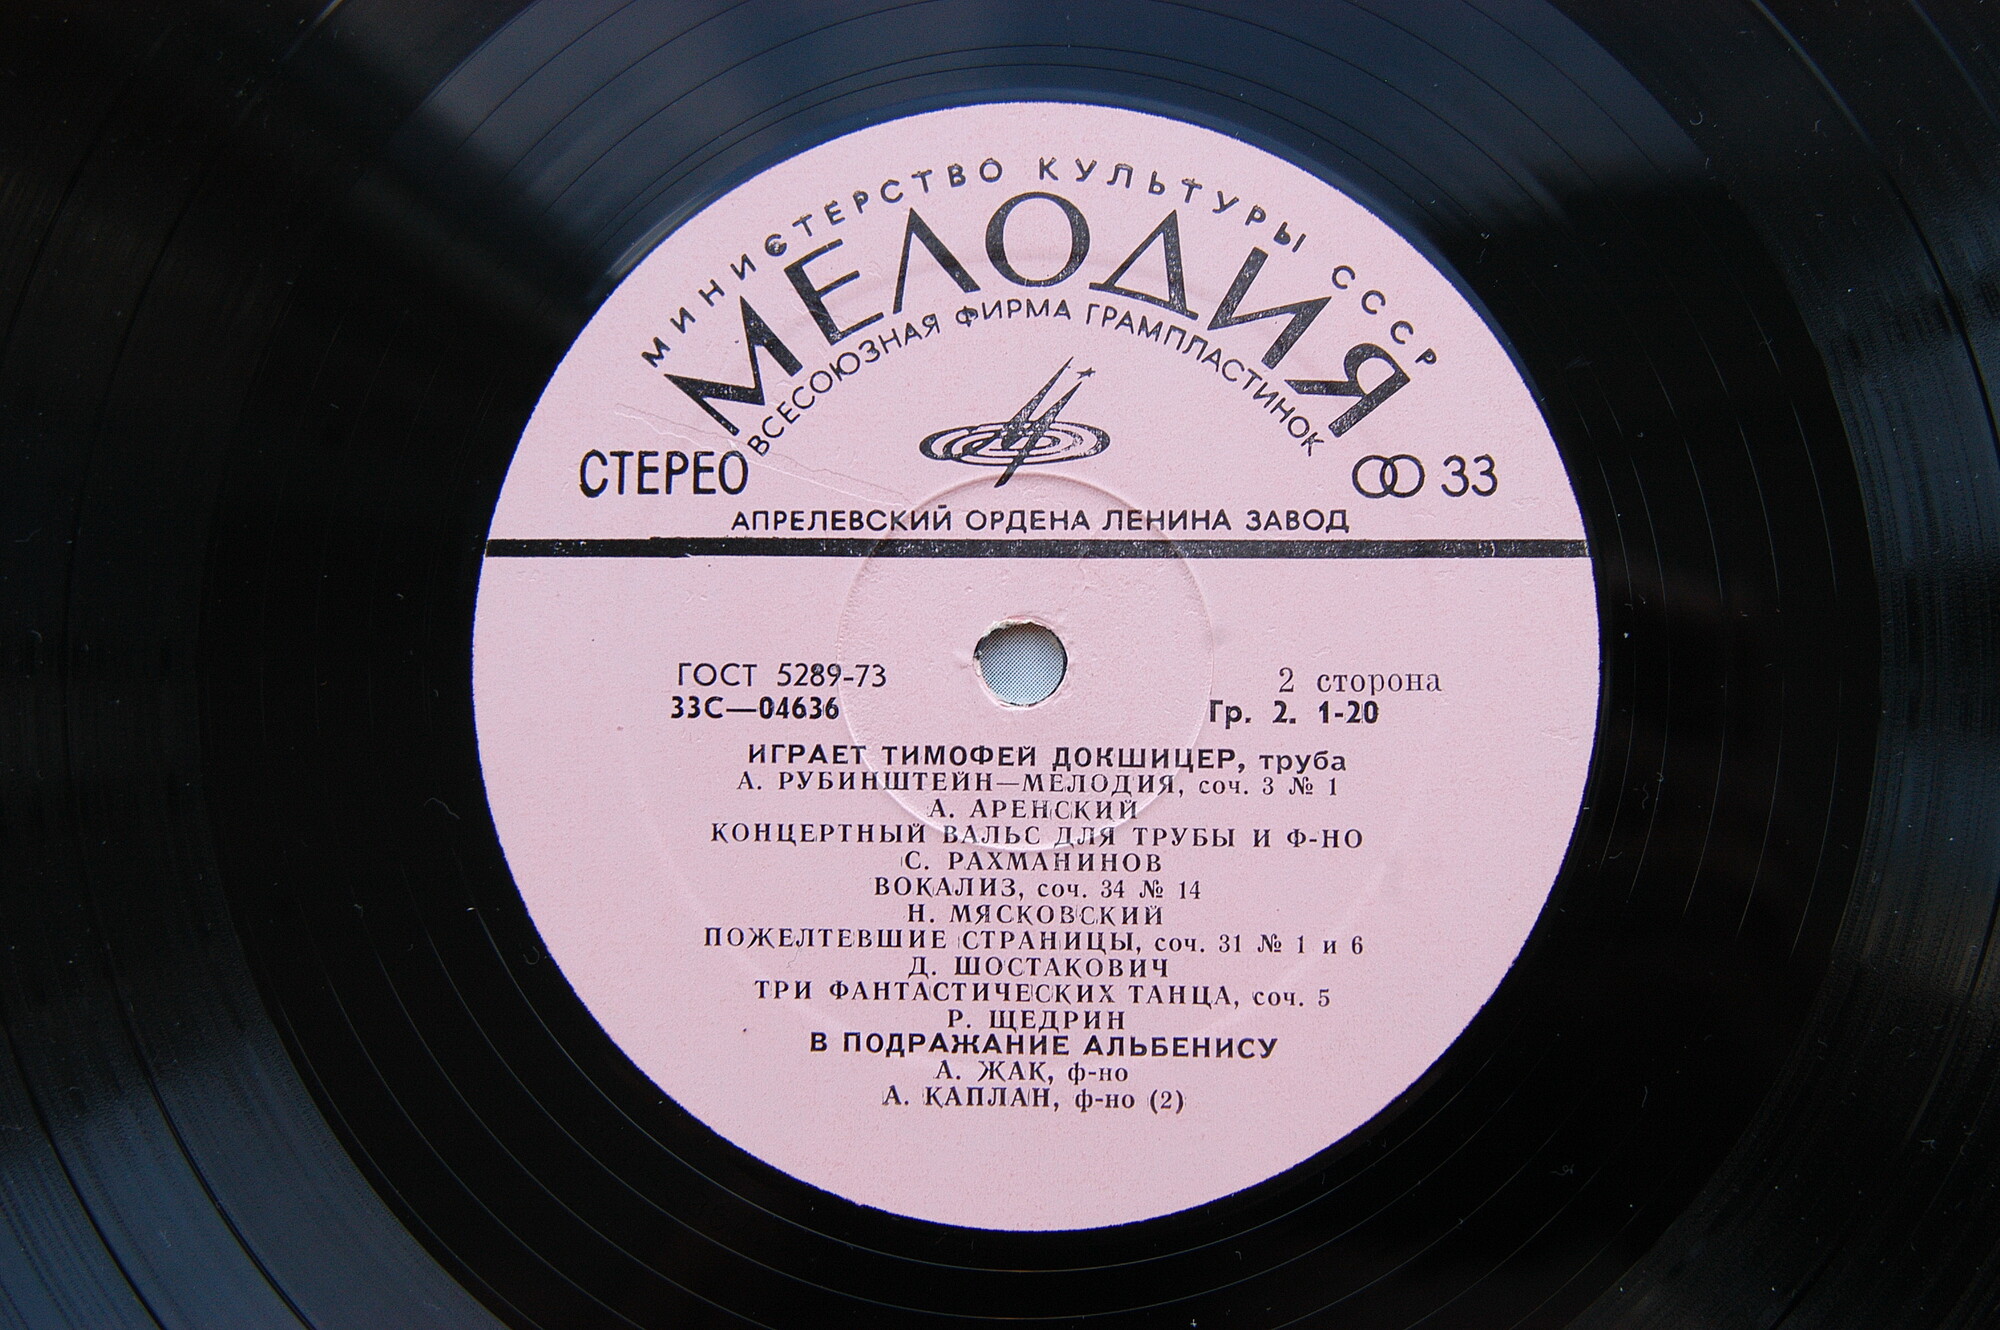 МИНИСТЕРСТВО КУЛЬТУРЫ СССР
МЕЛОДИЯ
ВСЕСОЮЗНАЯ ФИРМА ГРАМПЛАСТИНОК
СТЕРЕО
33
АПРЕЛЕВСКИЙ ОРДЕНА ЛЕНИНА ЗАВОД
ГОСТ 5289-73
2 сторона
33С—04636
Гр. 2. 1-20
ИГРАЕТ ТИМОФЕЙ ДОКШИЦЕР, труба
А. РУБИНШТЕЙН—МЕЛОДИЯ, соч. 3 № 1
А. АРЕНСКИЙ
КОНЦЕРТНЫЙ ВАЛЬС ДЛЯ ТРУБЫ И Ф-НО
С. РАХМАНИНОВ
ВОКАЛИЗ, соч. 34 № 14
Н. МЯСКОВСКИЙ
ПОЖЕЛТЕВШИЕ СТРАНИЦЫ, соч. 31 № 1 и 6
Д. ШОСТАКОВИЧ
ТРИ ФАНТАСТИЧЕСКИХ ТАНЦА, соч. 5
Р. ЩЕДРИН
В ПОДРАЖАНИЕ АЛЬБЕНИСУ
А. ЖАК, ф-но
А. КАПЛАН, ф-но (2)